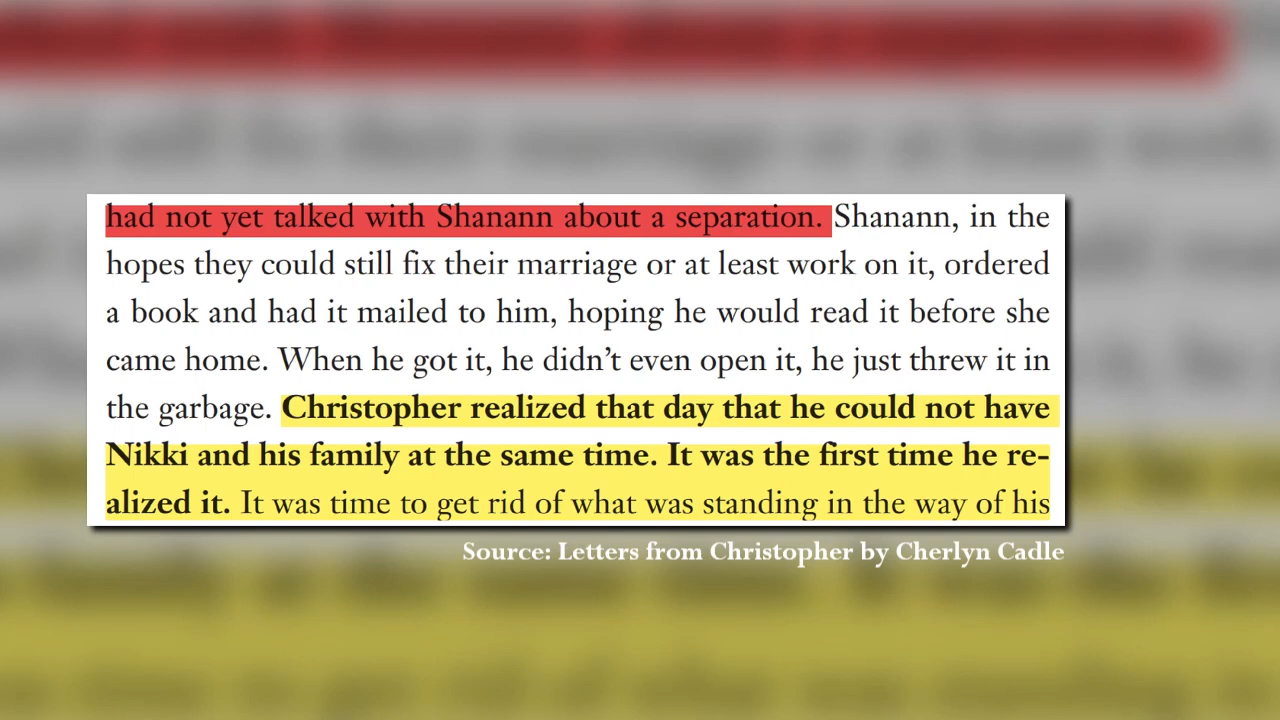 had not yet talked with Shanann about a separation. Shanann, in the
hopes they could still fix their marriage or at least work on it, ordered
a book and had it mailed to him, hoping he would read it before she
came home. When he got it, he didn’t even open it, he just threw it in
the garbage. Christopher realized that day that he could not have
Nikki and his family at the same time. It was the first time he re-
alized it. It was time to get rid of what was standing in the way of his
Source: Letters from Christopher by Cherlyn Cadle